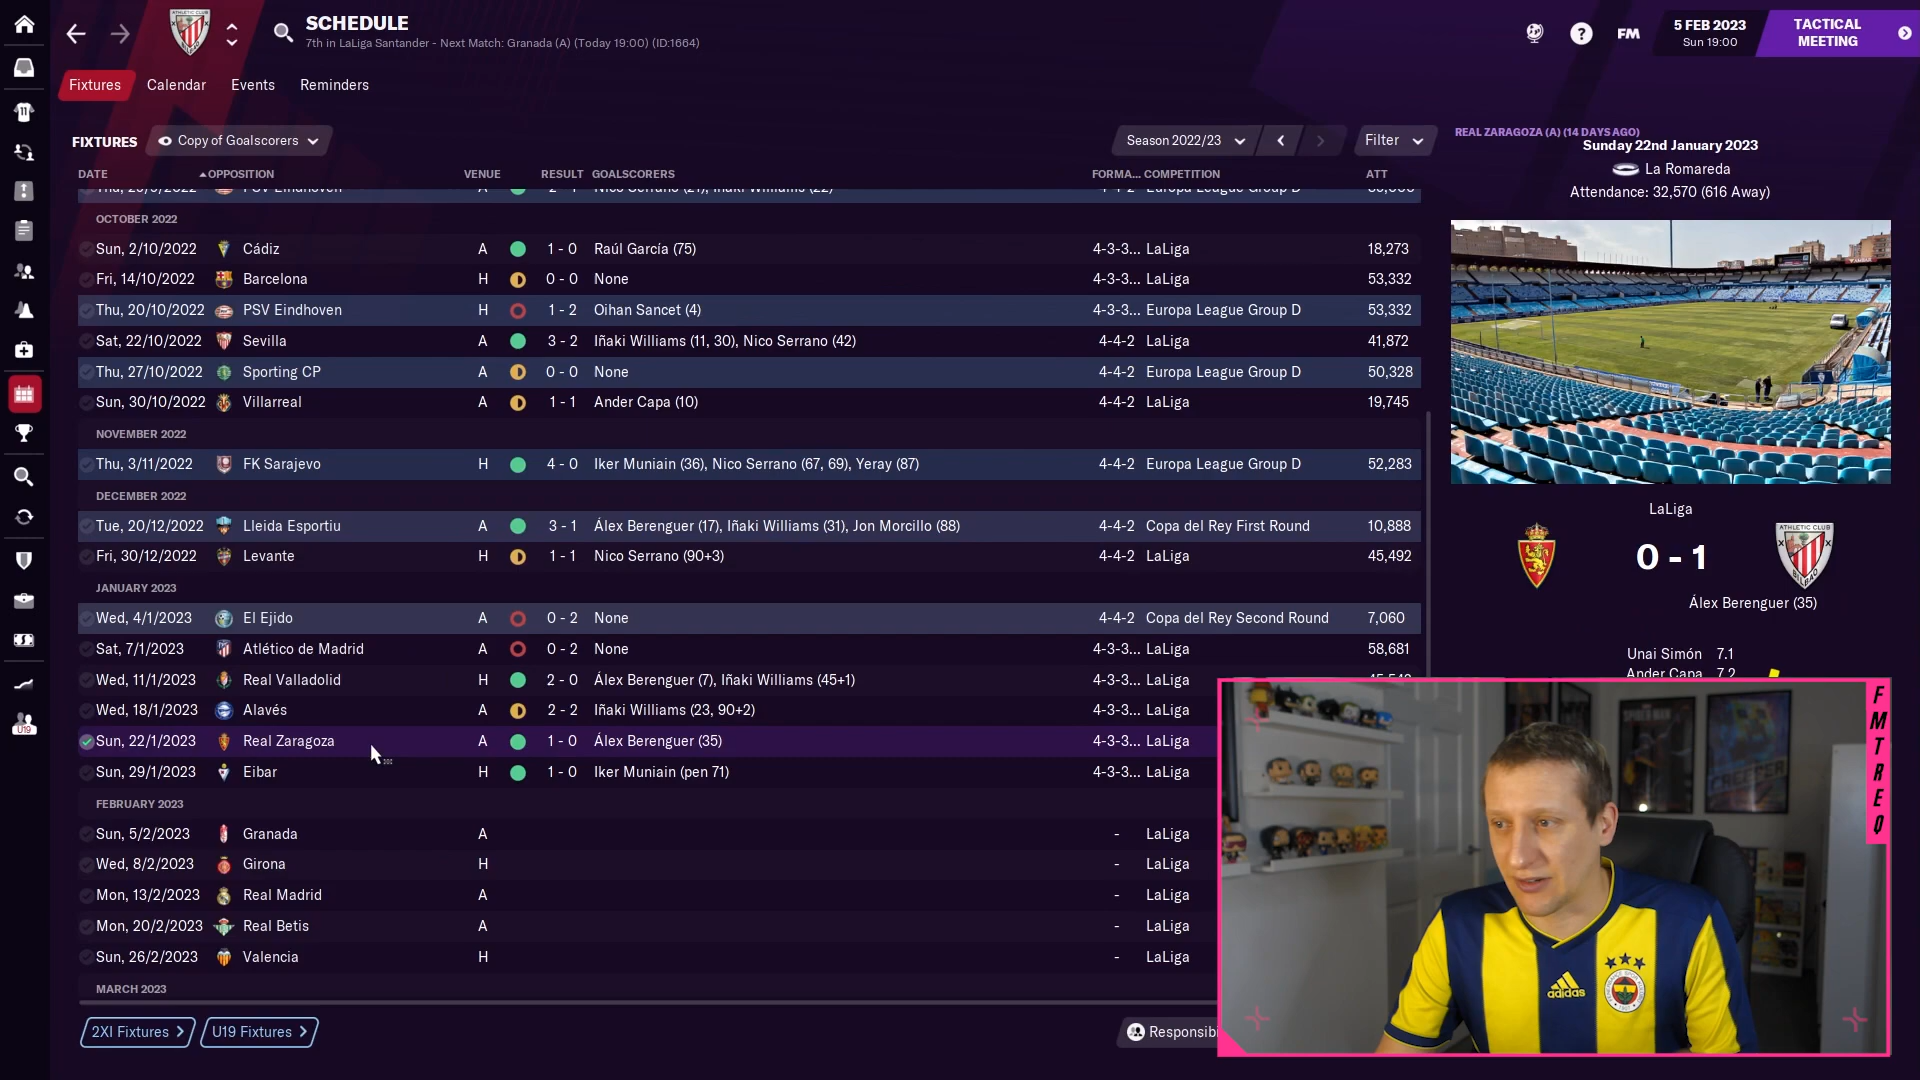 SCHEDULE
7th in LaLiga Santander - Next Match: Granada (A) (Today 19:00) (ID:1664)
FM
5 FEB 2023
Sun 19:00
TACTICAL
MEETING
Fixtures Calendar Events Reminders
FIXTURES Copy of Goalscorers Season 2022/23 Filter
DATE OPPOSITION VENUE RESULT GOALSCORERS FORMA... COMPETITION ATT
OCTOBER 2022
Sun, 2/10/2022 Cádiz A 1 - 0 Raúl García (75) 4-3-3... LaLiga 18,273
Fri, 14/10/2022 Barcelona H 0 - 0 None 4-3-3... LaLiga 53,332
Thu, 20/10/2022 PSV Eindhoven H 1 - 2 Oihan Sancet (4) 4-3-3... Europa League Group D 53,332
Sat, 22/10/2022 Sevilla A 3 - 2 Iñaki Williams (11, 30), Nico Serrano (42) 4-4-2 LaLiga 41,872
Thu, 27/10/2022 Sporting CP A 0 - 0 None 4-4-2 Europa League Group D 50,328
Sun, 30/10/2022 Villarreal A 1 - 1 Ander Capa (10) 4-4-2 LaLiga 19,745
NOVEMBER 2022
Thu, 3/11/2022 FK Sarajevo H 4 - 0 Iker Muniain (36), Nico Serrano (67, 69), Yeray (87) 4-4-2 Europa League Group D 52,283
DECEMBER 2022
Tue, 20/12/2022 Lleida Esportiu A 3 - 1 Álex Berenguer (17), Iñaki Williams (31), Jon Morcillo (88) 4-4-2 Copa del Rey First Round 10,888
Fri, 30/12/2022 Levante H 1 - 1 Nico Serrano (90+3) 4-4-2 LaLiga 45,492
JANUARY 2023
Wed, 4/1/2023 El Ejido A 0 - 2 None 4-4-2 Copa del Rey Second Round 7,060
Sat, 7/1/2023 Atlético de Madrid A 0 - 2 None 4-3-3... LaLiga 58,681
Wed, 11/1/2023 Real Valladolid H 2 - 0 Álex Berenguer (7), Iñaki Williams (45+1) 4-3-3... LaLiga
Wed, 18/1/2023 Alavés A 2 - 2 Iñaki Williams (23, 90+2) 4-3-3... LaLiga
Sun, 22/1/2023 Real Zaragoza A 1 - 0 Álex Berenguer (35) 4-3-3... LaLiga
Sun, 29/1/2023 Eibar H 1 - 0 Iker Muniain (pen 71) 4-3-3... LaLiga
FEBRUARY 2023
Sun, 5/2/2023 Granada A - LaLiga
Wed, 8/2/2023 Girona H - LaLiga
Mon, 13/2/2023 Real Madrid A - LaLiga
Mon, 20/2/2023 Real Betis A - LaLiga
Sun, 26/2/2023 Valencia H - LaLiga
MARCH 2023
2XI Fixtures U19 Fixtures Responsibi
REAL ZARAGOZA (A) (14 DAYS AGO)
Sunday 22nd January 2023
La Romareda
Attendance: 32,570 (616 Away)
LaLiga
ATHLETIC CLUB
BILBAO
0 - 1
Álex Berenguer (35)
Unai Simón 7.1
Ander Capa 7.2
FMTREQ
adidas
U19